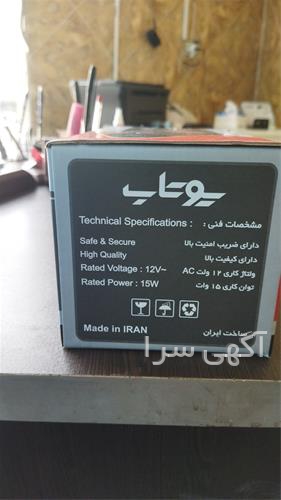 یوتاب
Technical Specifications : مشخصات فنی :
Safe & Secure دارای ضریب امنیت بالا
High Quality دارای کیفیت بالا
Rated Voltage : 12V~ ولتاژ کاری ۱۲ ولت AC
Rated Power : 15W توان کاری ۱۵ وات
Made in IRAN ساخت ایران
آگهی سرا